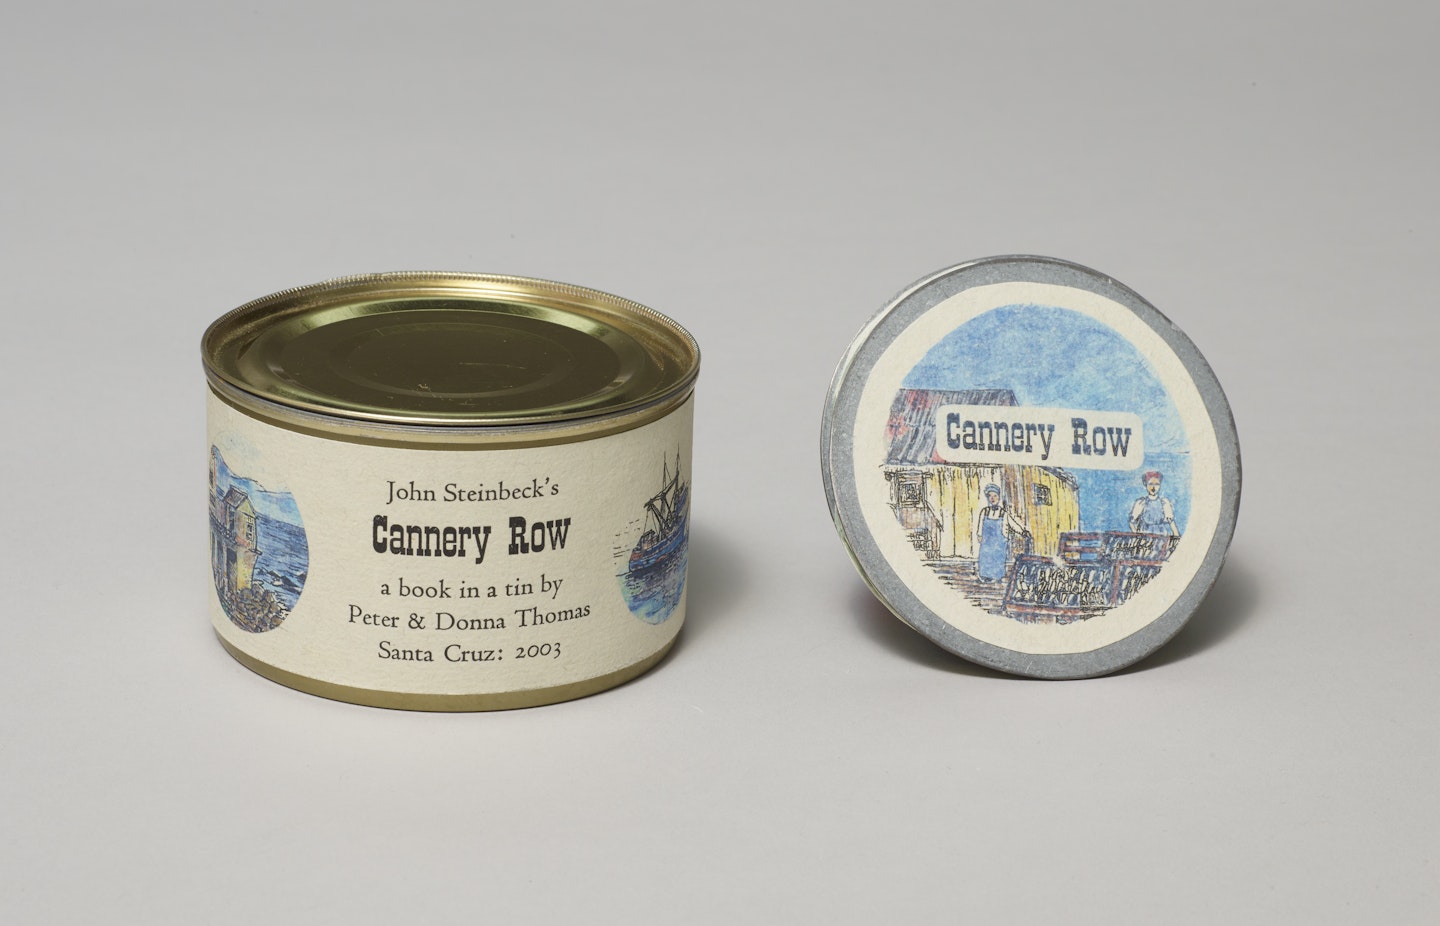 John Steinbeck's
Cannery Row
a book in a tin by
Peter & Donna Thomas
Santa Cruz: 2003
Cannery Row